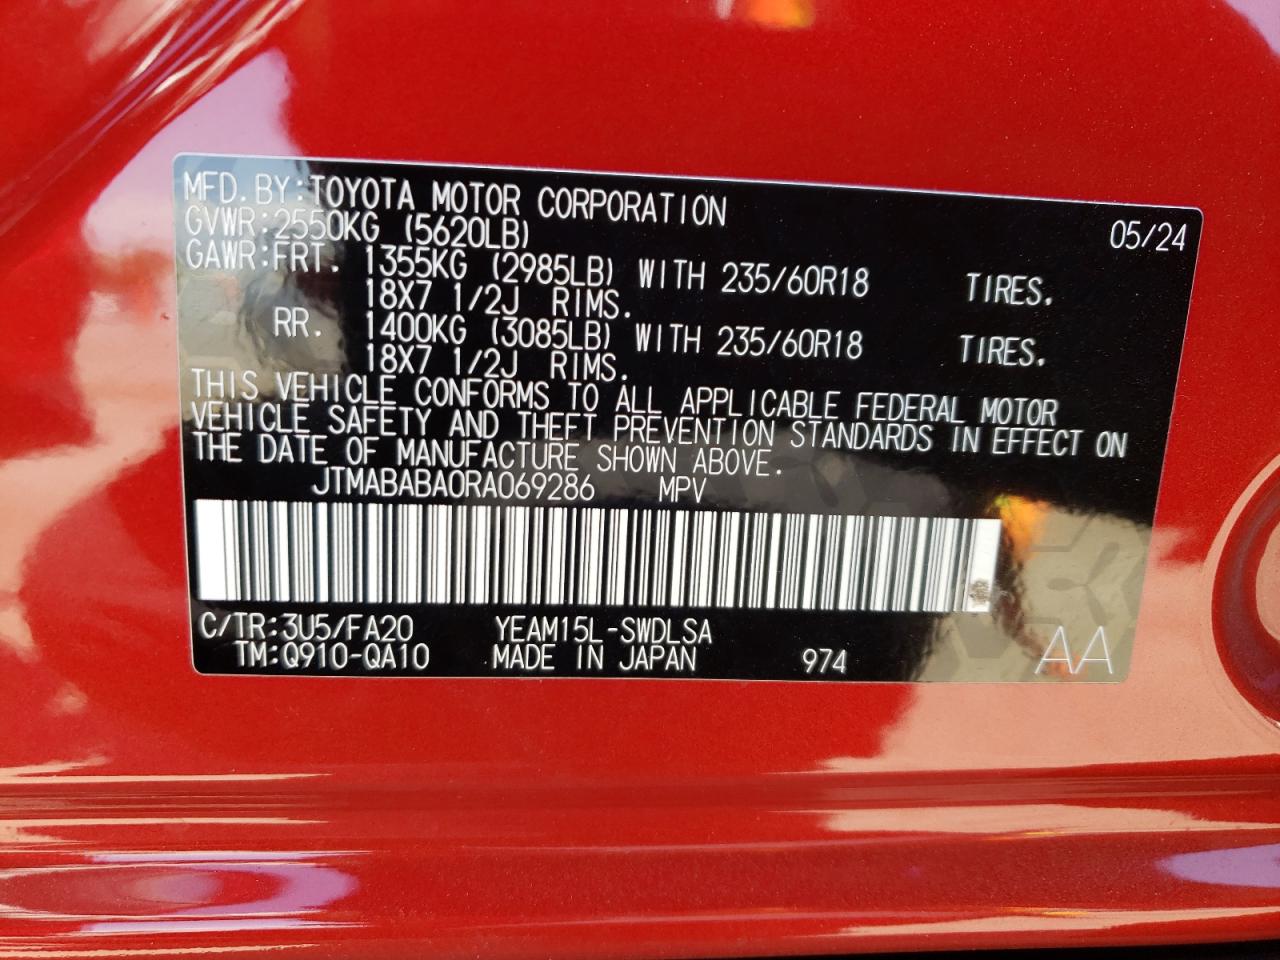 MFD.BY:TOYOTA MOTOR CORPORATION 05/24
GVWR:2550KG (5620LB)
GAWR:FRT. 1355KG (2985LB) WITH 235/60R18 TIRES.
18X7 1/2J RIMS.
RR. 1400KG (3085LB) WITH 235/60R18 TIRES.
18X7 1/2J RIMS.
THIS VEHICLE CONFORMS TO ALL APPLICABLE FEDERAL MOTOR
VEHICLE SAFETY AND THEFT PREVENTION STANDARDS IN EFFECT ON
THE DATE OF MANUFACTURE SHOWN ABOVE.
JTMABABA0RA069286 MPV
C/TR:3U5/FA20 YEAM15L-SWDLSA
TM:Q910-QA10 MADE IN JAPAN 974 AA